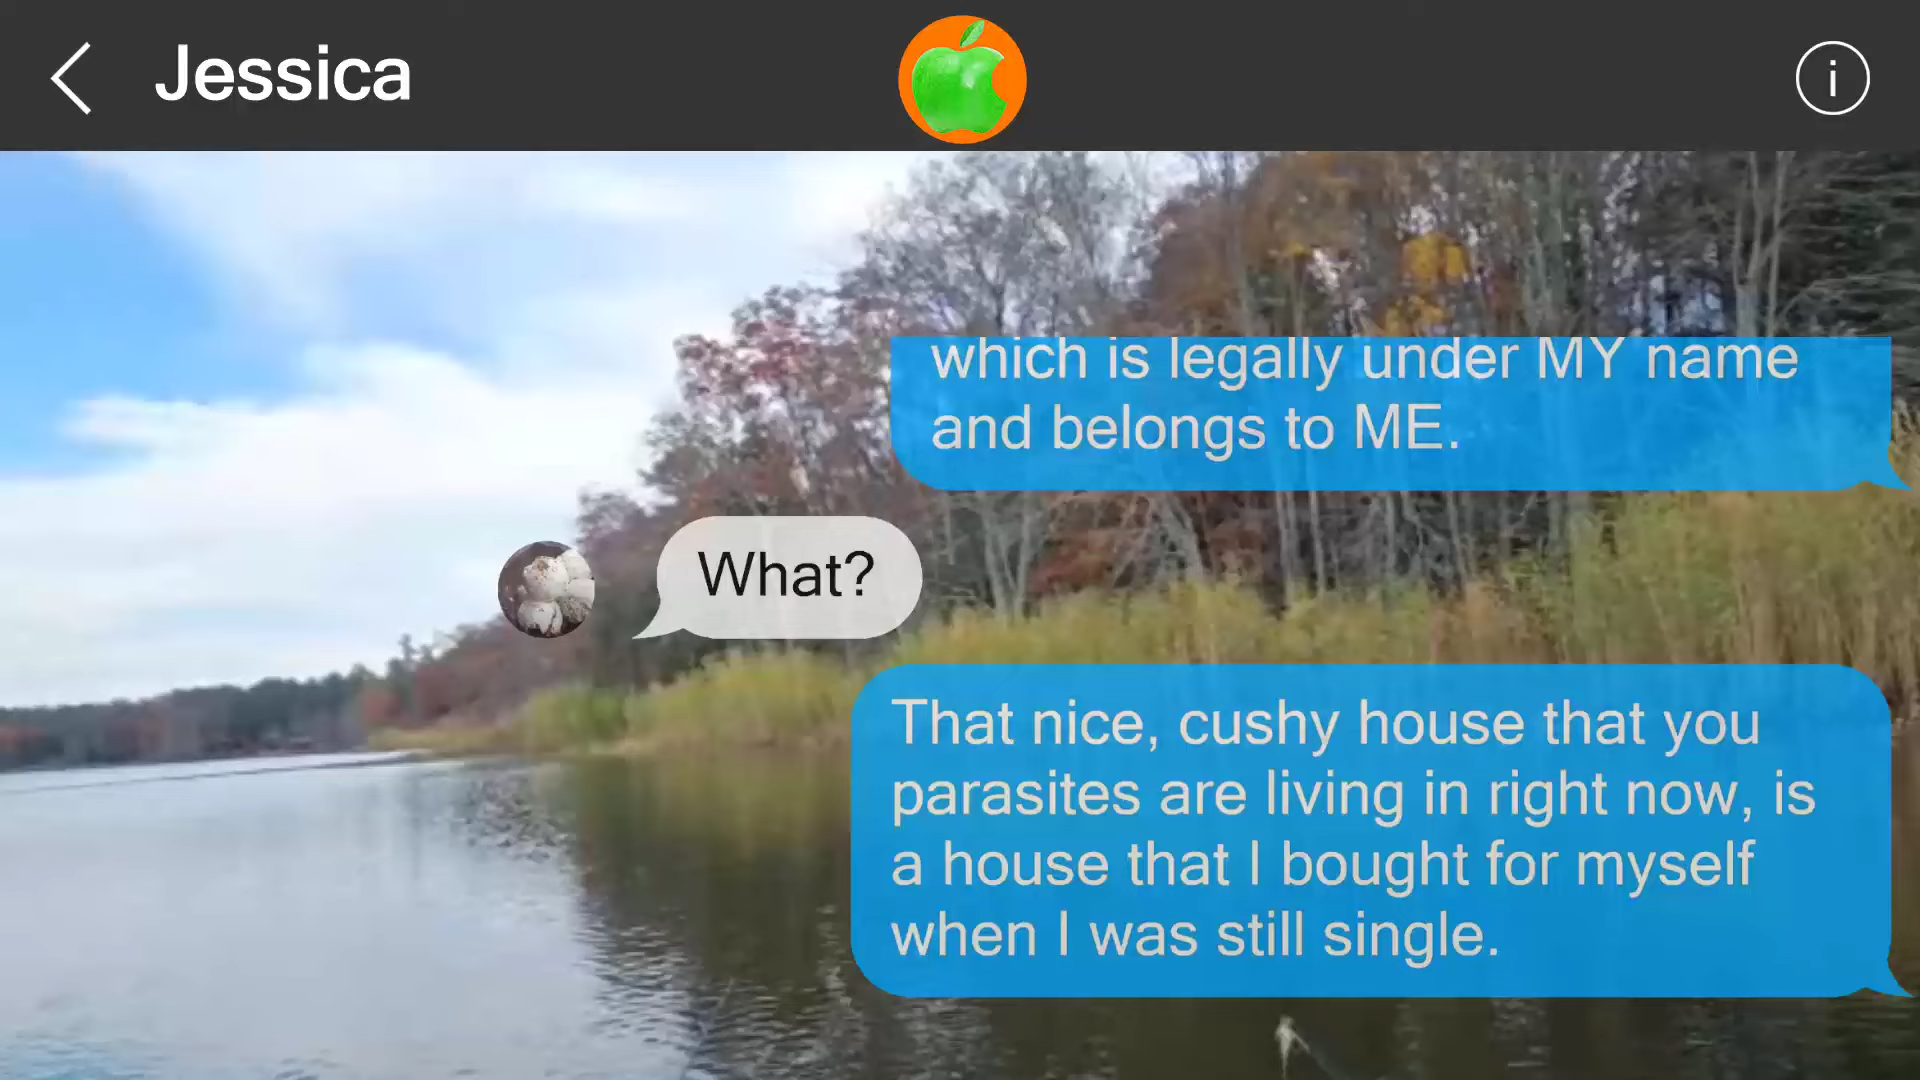 Jessica
i
which is legally under MY name
and belongs to ME.
What?
That nice, cushy house that you
parasites are living in right now, is
a house that I bought for myself
when I was still single.